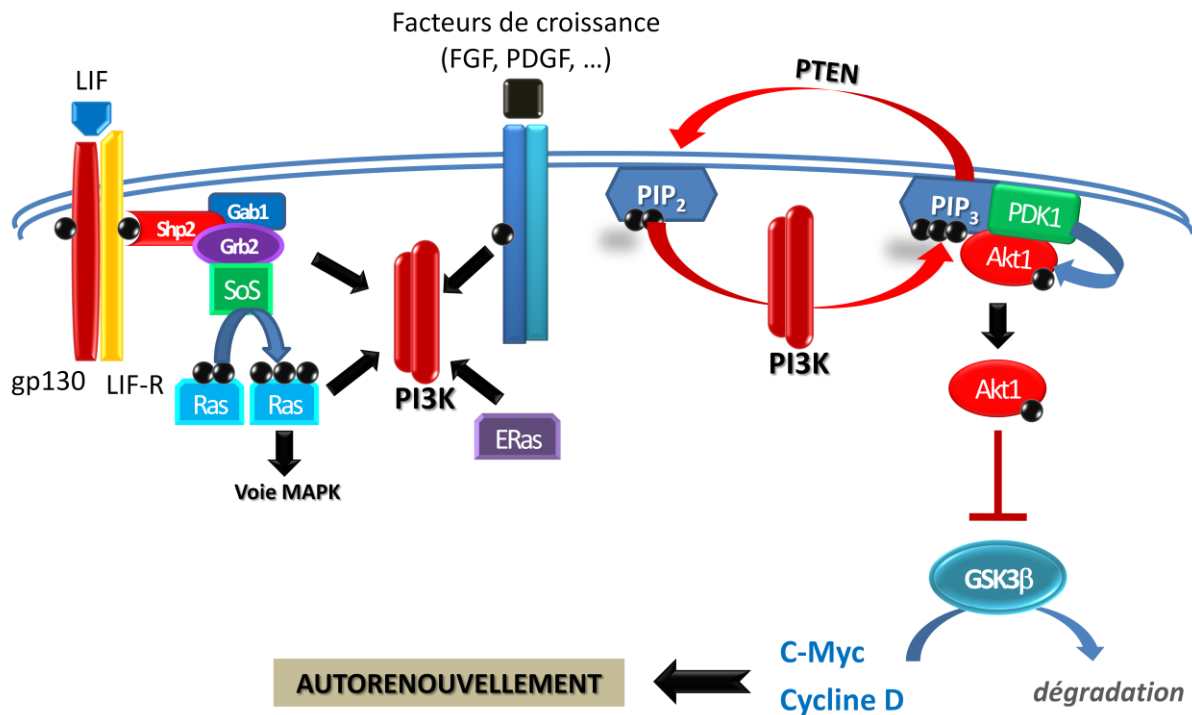 Facteurs de croissance
(FGF, PDGF, ...)
LIF
PTEN
Gab1
Shp2
Grb2
SoS
PIP2
PIP3
PDK1
Akt1
gp130
LIF-R
Ras
Ras
PI3K
PI3K
ERas
Akt1
Voie MAPK
GSK3β
C-Myc
Cycline D
AUTORENOUVELLEMENT
dégradation